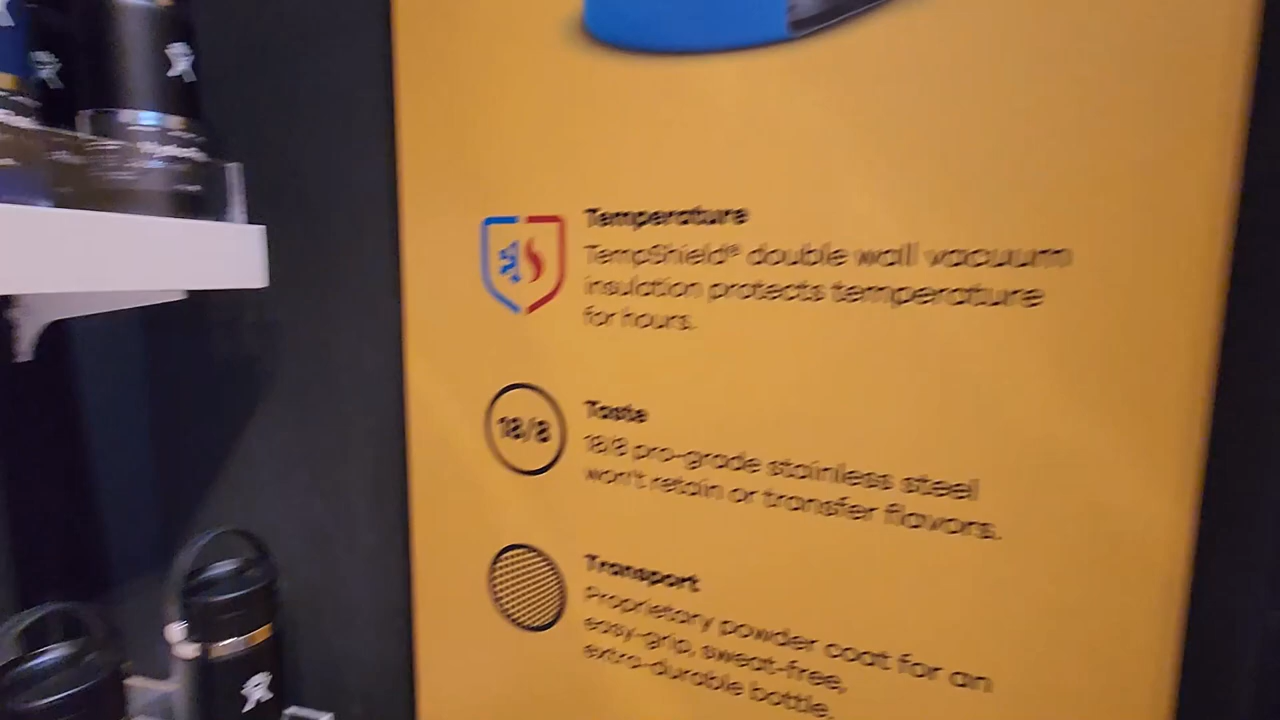 Temperature
TempShield® double wall vacuum
insulation protects temperature
for hours.
18/8
Taste
18/8 pro-grade stainless steel
won't retain or transfer flavors.
Transport
Proprietary powder coat for an
easy-grip, sweat-free,
extra-durable bottle.